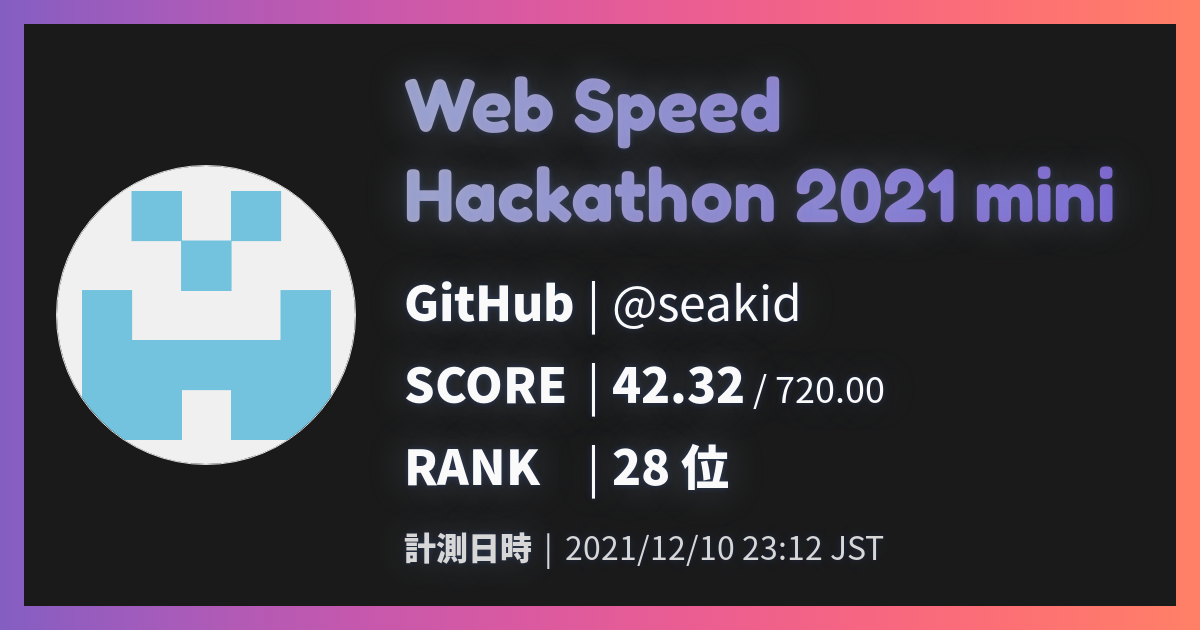 Web Speed
Hackathon 2021 mini
GitHub | @seakid
SCORE | 42.32 / 720.00
RANK | 28 位
計測日時 | 2021/12/10 23:12 JST